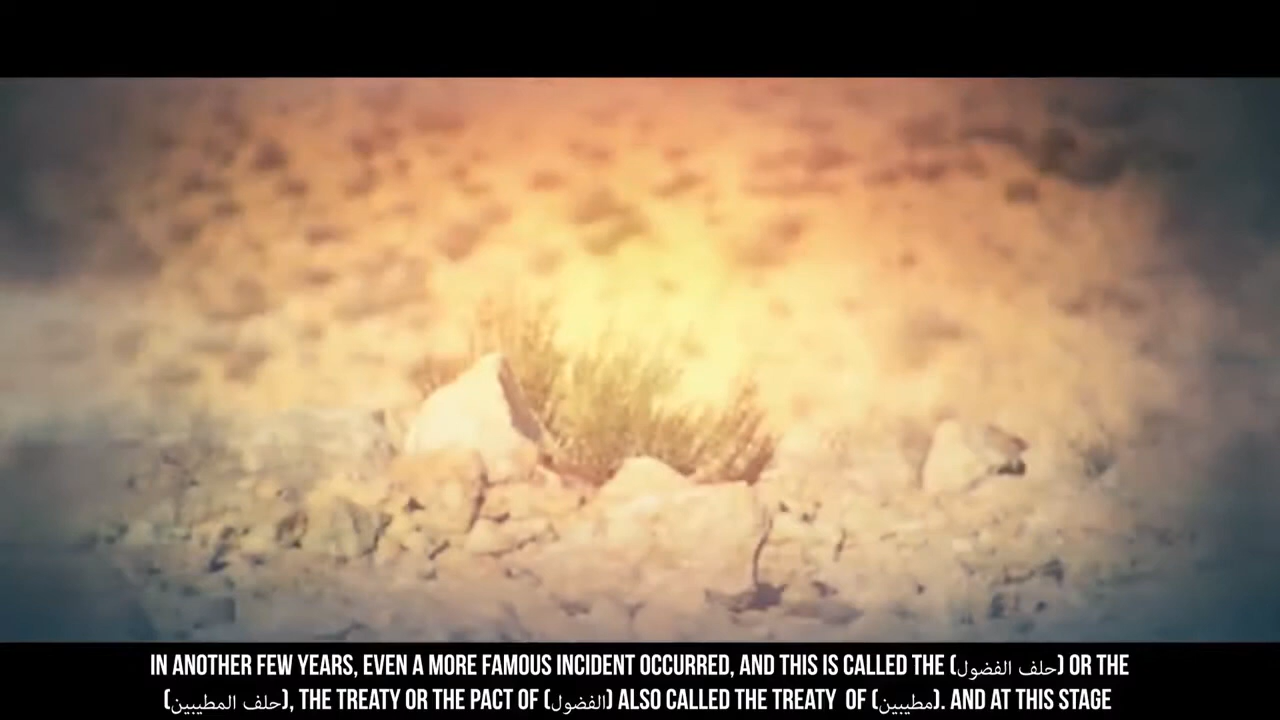 IN ANOTHER FEW YEARS, EVEN A MORE FAMOUS INCIDENT OCCURRED, AND THIS IS CALLED THE (حلف الفضول) OR THE
(حلف المطيبين), THE TREATY OR THE PACT OF (الفضول) ALSO CALLED THE TREATY OF (مطيبين). AND AT THIS STAGE